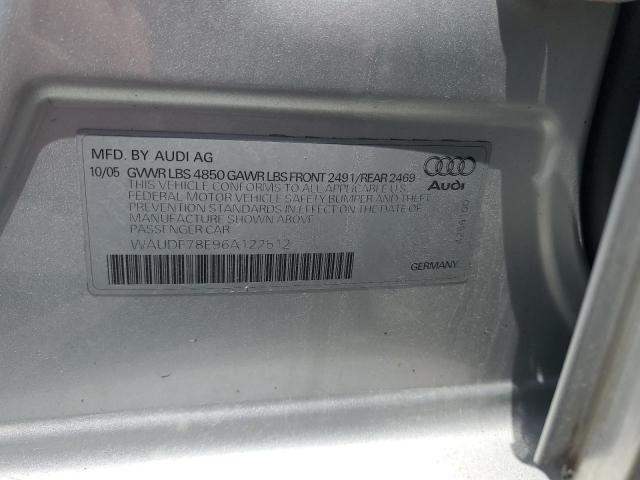 MFD. BY AUDI AG
10/05 GVWR LBS 4850 GAWR LBS FRONT 2491/REAR 2469
THIS VEHICLE CONFORMS TO ALL APPLICABLE U.S.
FEDERAL MOTOR VEHICLE SAFETY BUMPER AND THEFT
PREVENTION STANDARDS IN EFFECT ON THE DATE OF
MANUFACTURE SHOWN ABOVE.
PASSENGER CAR
WAUDF78E96A127512
Audi
GERMANY